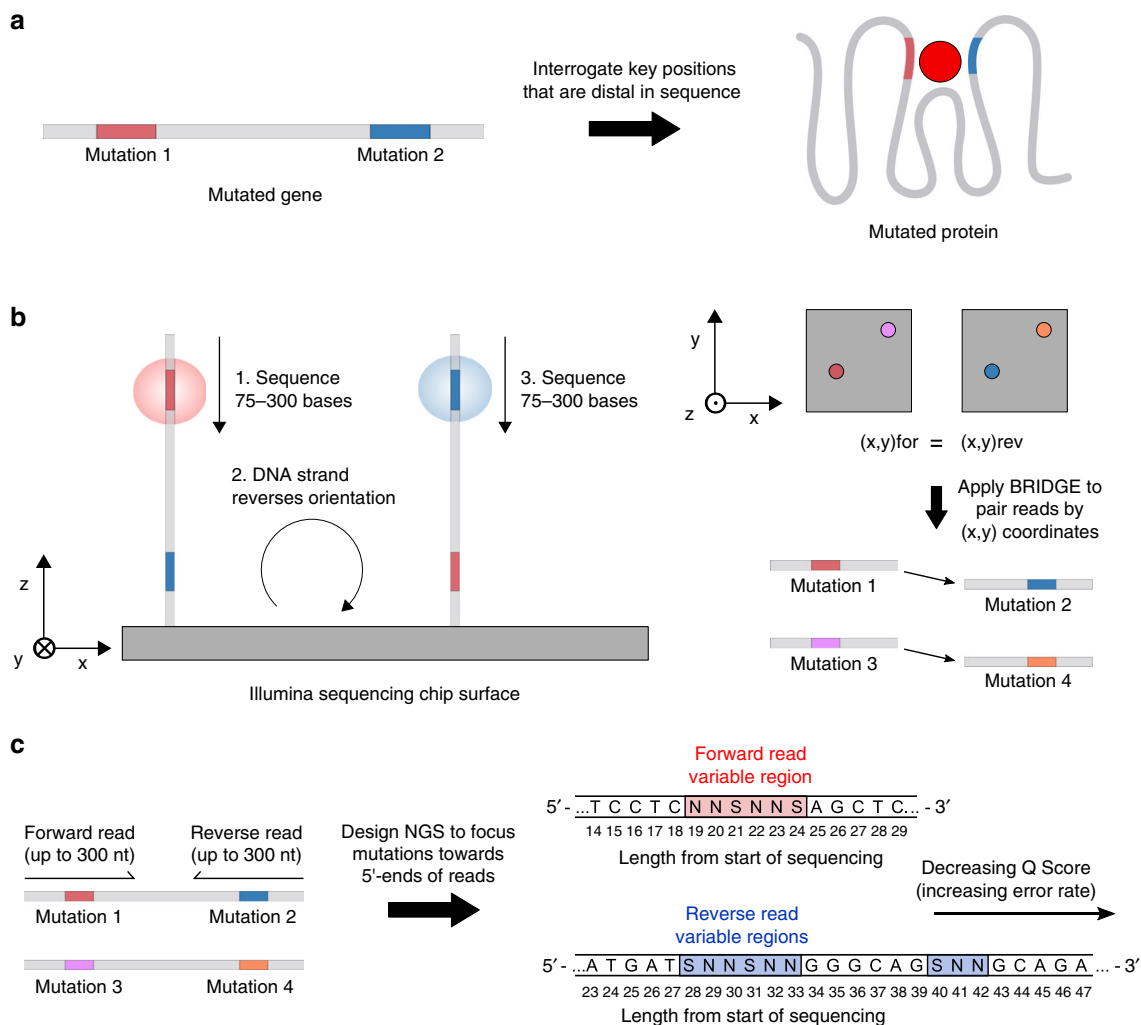 a
Mutation 1
Mutation 2
Mutated gene
Interrogate key positions
that are distal in sequence
Mutated protein
b
1. Sequence
75–300 bases
2. DNA strand
reverses orientation
3. Sequence
75–300 bases
z
y
x
Illumina sequencing chip surface
y
z
x
(x,y)for = (x,y)rev
Apply BRIDGE to
pair reads by
(x,y) coordinates
Mutation 1
Mutation 2
Mutation 3
Mutation 4
c
Forward read
(up to 300 nt)
Reverse read
(up to 300 nt)
Mutation 1
Mutation 2
Mutation 3
Mutation 4
Design NGS to focus
mutations towards
5'-ends of reads
Forward read
variable region
5′ - ...T C C T C N N S N N S A G C T C... - 3′
14 15 16 17 18 19 20 21 22 23 24 25 26 27 28 29
Length from start of sequencing
Decreasing Q Score
(increasing error rate)
Reverse read
variable regions
5′ - ...A T G A T S N N S N N G G G C A G S N N G C A G A ... - 3′
23 24 25 26 27 28 29 30 31 32 33 34 35 36 37 38 39 40 41 42 43 44 45 46 47
Length from start of sequencing